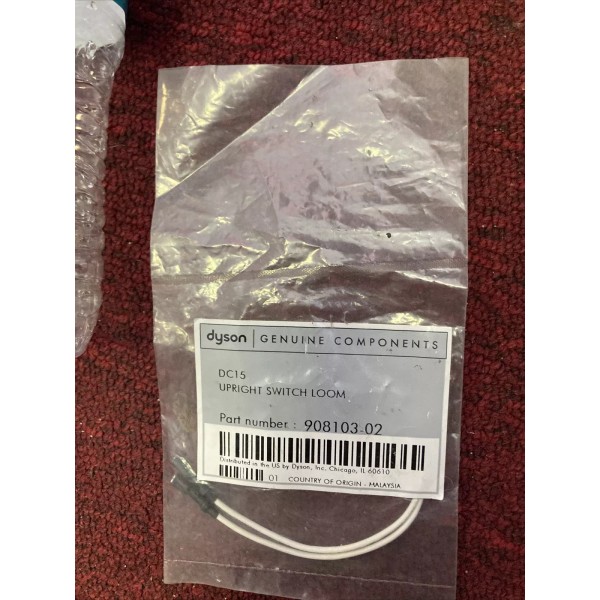 dyson | GENUINE COMPONENTS
DC15
UPRIGHT SWITCH LOOM
Part number : 908103-02
Distributed in the US by Dyson, Inc. Chicago, IL 60610
01 COUNTRY OF ORIGIN - MALAYSIA